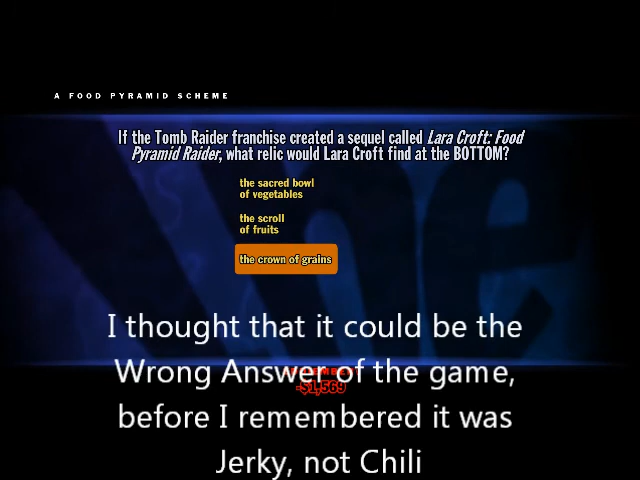 A FOOD PYRAMID SCHEME
If the Tomb Raider franchise created a sequel called Lara Croft: Food
Pyramid Raider, what relic would Lara Croft find at the BOTTOM?
the sacred bowl
of vegetables
the scroll
of fruits
the crown of grains
I thought that it could be the
Wrong Answer of the game,
-$1,569
before I remembered it was
Jerky, not Chili